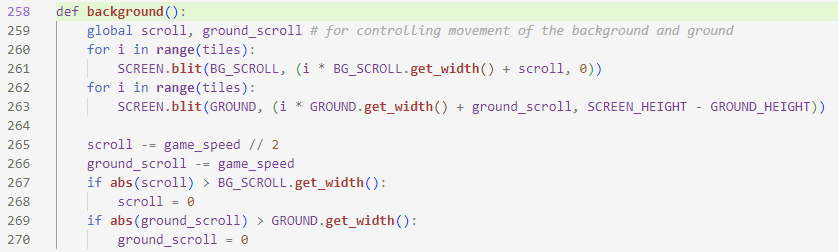 258 def background():
259     global scroll, ground_scroll # for controlling movement of the background and ground
260     for i in range(tiles):
261         SCREEN.blit(BG_SCROLL, (i * BG_SCROLL.get_width() + scroll, 0))
262     for i in range(tiles):
263         SCREEN.blit(GROUND, (i * GROUND.get_width() + ground_scroll, SCREEN_HEIGHT - GROUND_HEIGHT))
264
265     scroll -= game_speed // 2
266     ground_scroll -= game_speed
267     if abs(scroll) > BG_SCROLL.get_width():
268         scroll = 0
269     if abs(ground_scroll) > GROUND.get_width():
270         ground_scroll = 0